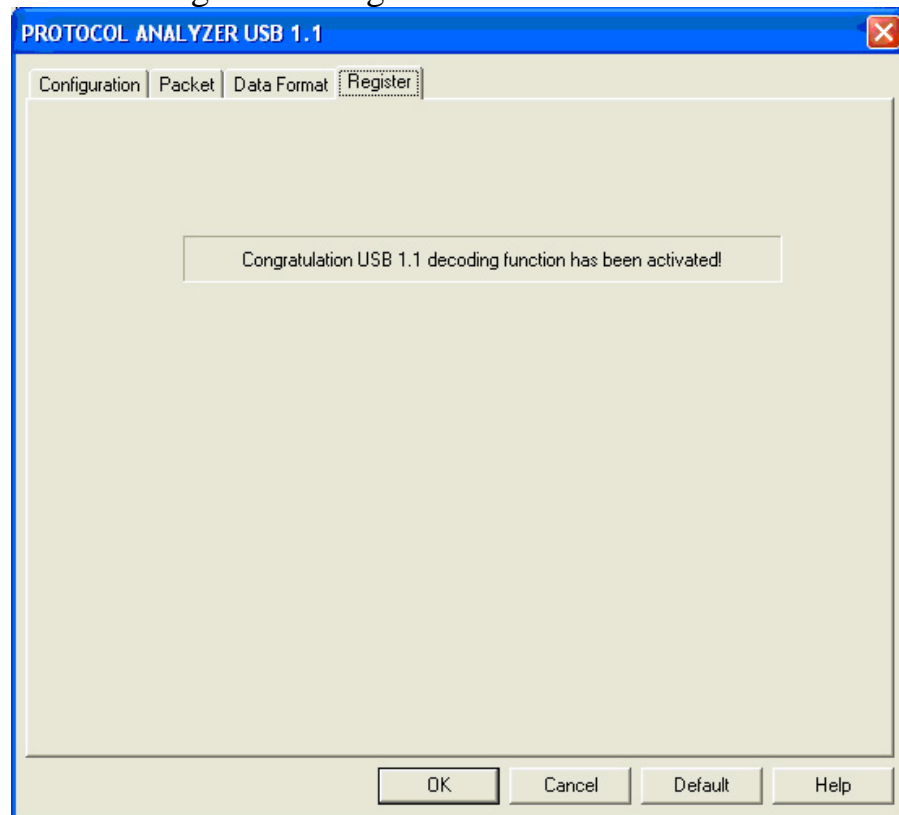 PROTOCOL ANALYZER USB 1.1
Configuration Packet Data Format Register
Congratulation USB 1.1 decoding function has been activated!
OK Cancel Default Help